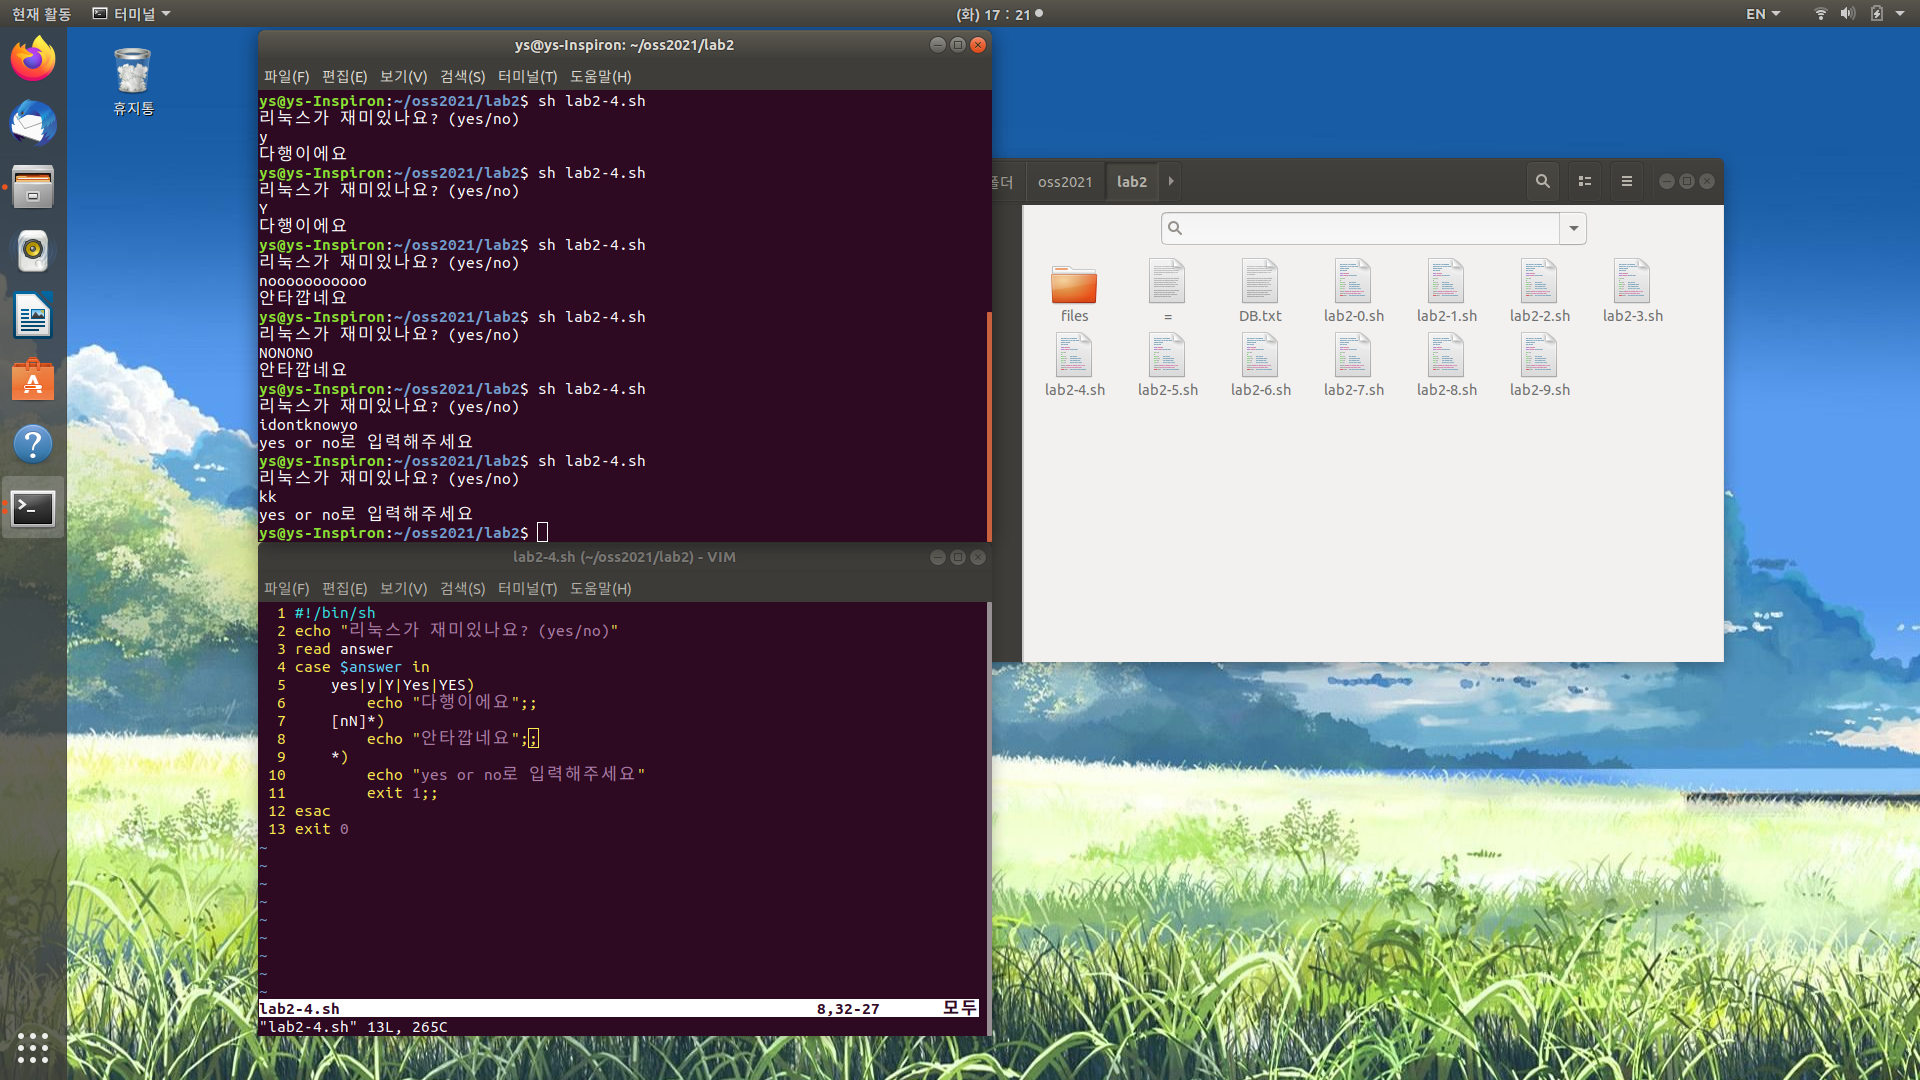 현재 활동 터미널 (화) 17 : 21 EN
휴지통
ys@ys-Inspiron: ~/oss2021/lab2
파일(F) 편집(E) 보기(V) 검색(S) 터미널(T) 도움말(H)
ys@ys-Inspiron:~/oss2021/lab2$ sh lab2-4.sh
리눅스가 재미있나요? (yes/no)
y
다행이에요
ys@ys-Inspiron:~/oss2021/lab2$ sh lab2-4.sh
리눅스가 재미있나요? (yes/no)
Y
다행이에요
ys@ys-Inspiron:~/oss2021/lab2$ sh lab2-4.sh
리눅스가 재미있나요? (yes/no)
nooooooooooo
안타깝네요
ys@ys-Inspiron:~/oss2021/lab2$ sh lab2-4.sh
리눅스가 재미있나요? (yes/no)
NONONO
안타깝네요
ys@ys-Inspiron:~/oss2021/lab2$ sh lab2-4.sh
리눅스가 재미있나요? (yes/no)
idontknowyo
yes or no로 입력해주세요
ys@ys-Inspiron:~/oss2021/lab2$ sh lab2-4.sh
리눅스가 재미있나요? (yes/no)
kk
yes or no로 입력해주세요
ys@ys-Inspiron:~/oss2021/lab2$
lab2-4.sh (~/oss2021/lab2) - VIM
파일(F) 편집(E) 보기(V) 검색(S) 터미널(T) 도움말(H)
1 #!/bin/sh
2 echo "리눅스가 재미있나요? (yes/no)"
3 read answer
4 case $answer in
5     yes|y|Y|Yes|YES)
6         echo "다행이에요";;
7     [nN]*)
8         echo "안타깝네요";;
9     *)
10         echo "yes or no로 입력해주세요"
11         exit 1;;
12 esac
13 exit 0
~
~
~
~
~
~
~
~
~
lab2-4.sh 8,32-27 모두
"lab2-4.sh" 13L, 265C
폴더 oss2021 lab2
files = DB.txt lab2-0.sh lab2-1.sh lab2-2.sh lab2-3.sh
lab2-4.sh lab2-5.sh lab2-6.sh lab2-7.sh lab2-8.sh lab2-9.sh